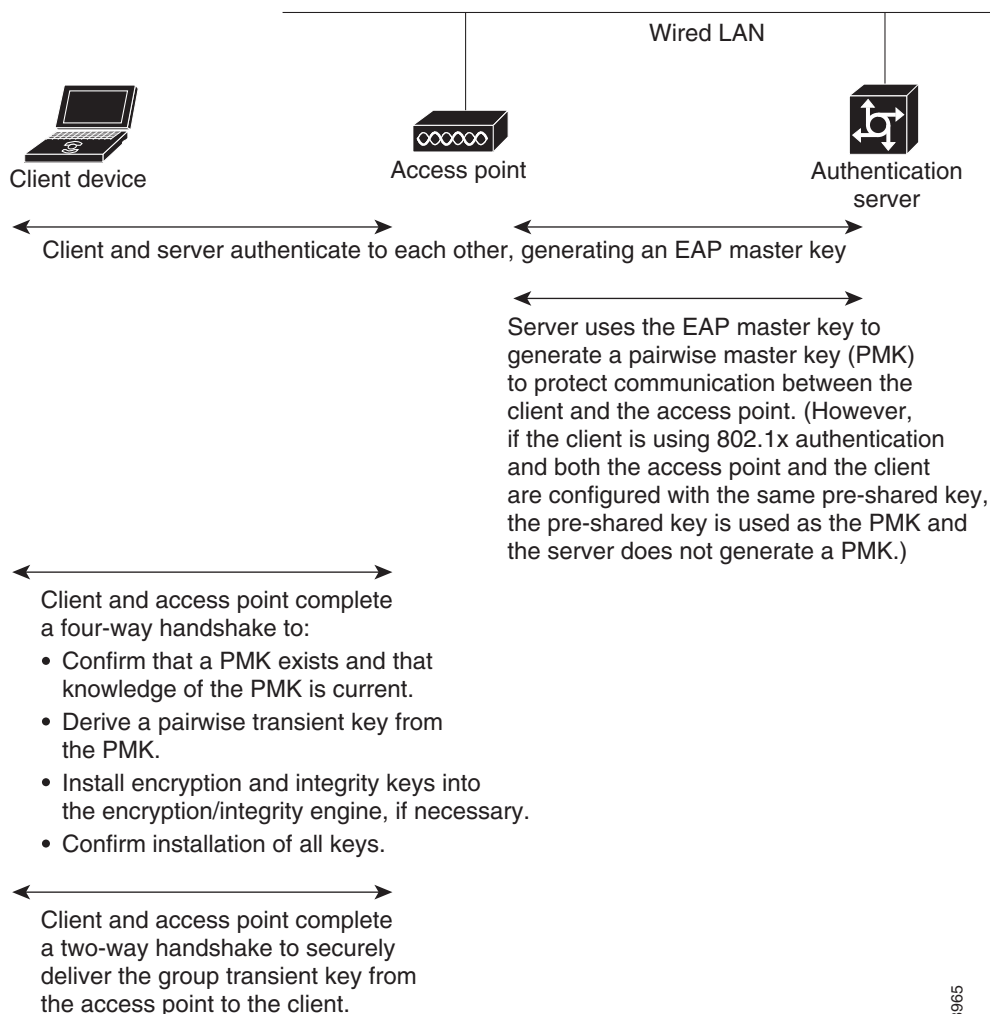 Wired LAN
Client device
Access point
Authentication
server
Client and server authenticate to each other, generating an EAP master key
Server uses the EAP master key to
generate a pairwise master key (PMK)
to protect communication between the
client and the access point. (However,
if the client is using 802.1x authentication
and both the access point and the client
are configured with the same pre-shared key,
the pre-shared key is used as the PMK and
the server does not generate a PMK.)
Client and access point complete
a four-way handshake to:
• Confirm that a PMK exists and that
knowledge of the PMK is current.
• Derive a pairwise transient key from
the PMK.
• Install encryption and integrity keys into
the encryption/integrity engine, if necessary.
• Confirm installation of all keys.
Client and access point complete
a two-way handshake to securely
deliver the group transient key from
the access point to the client.